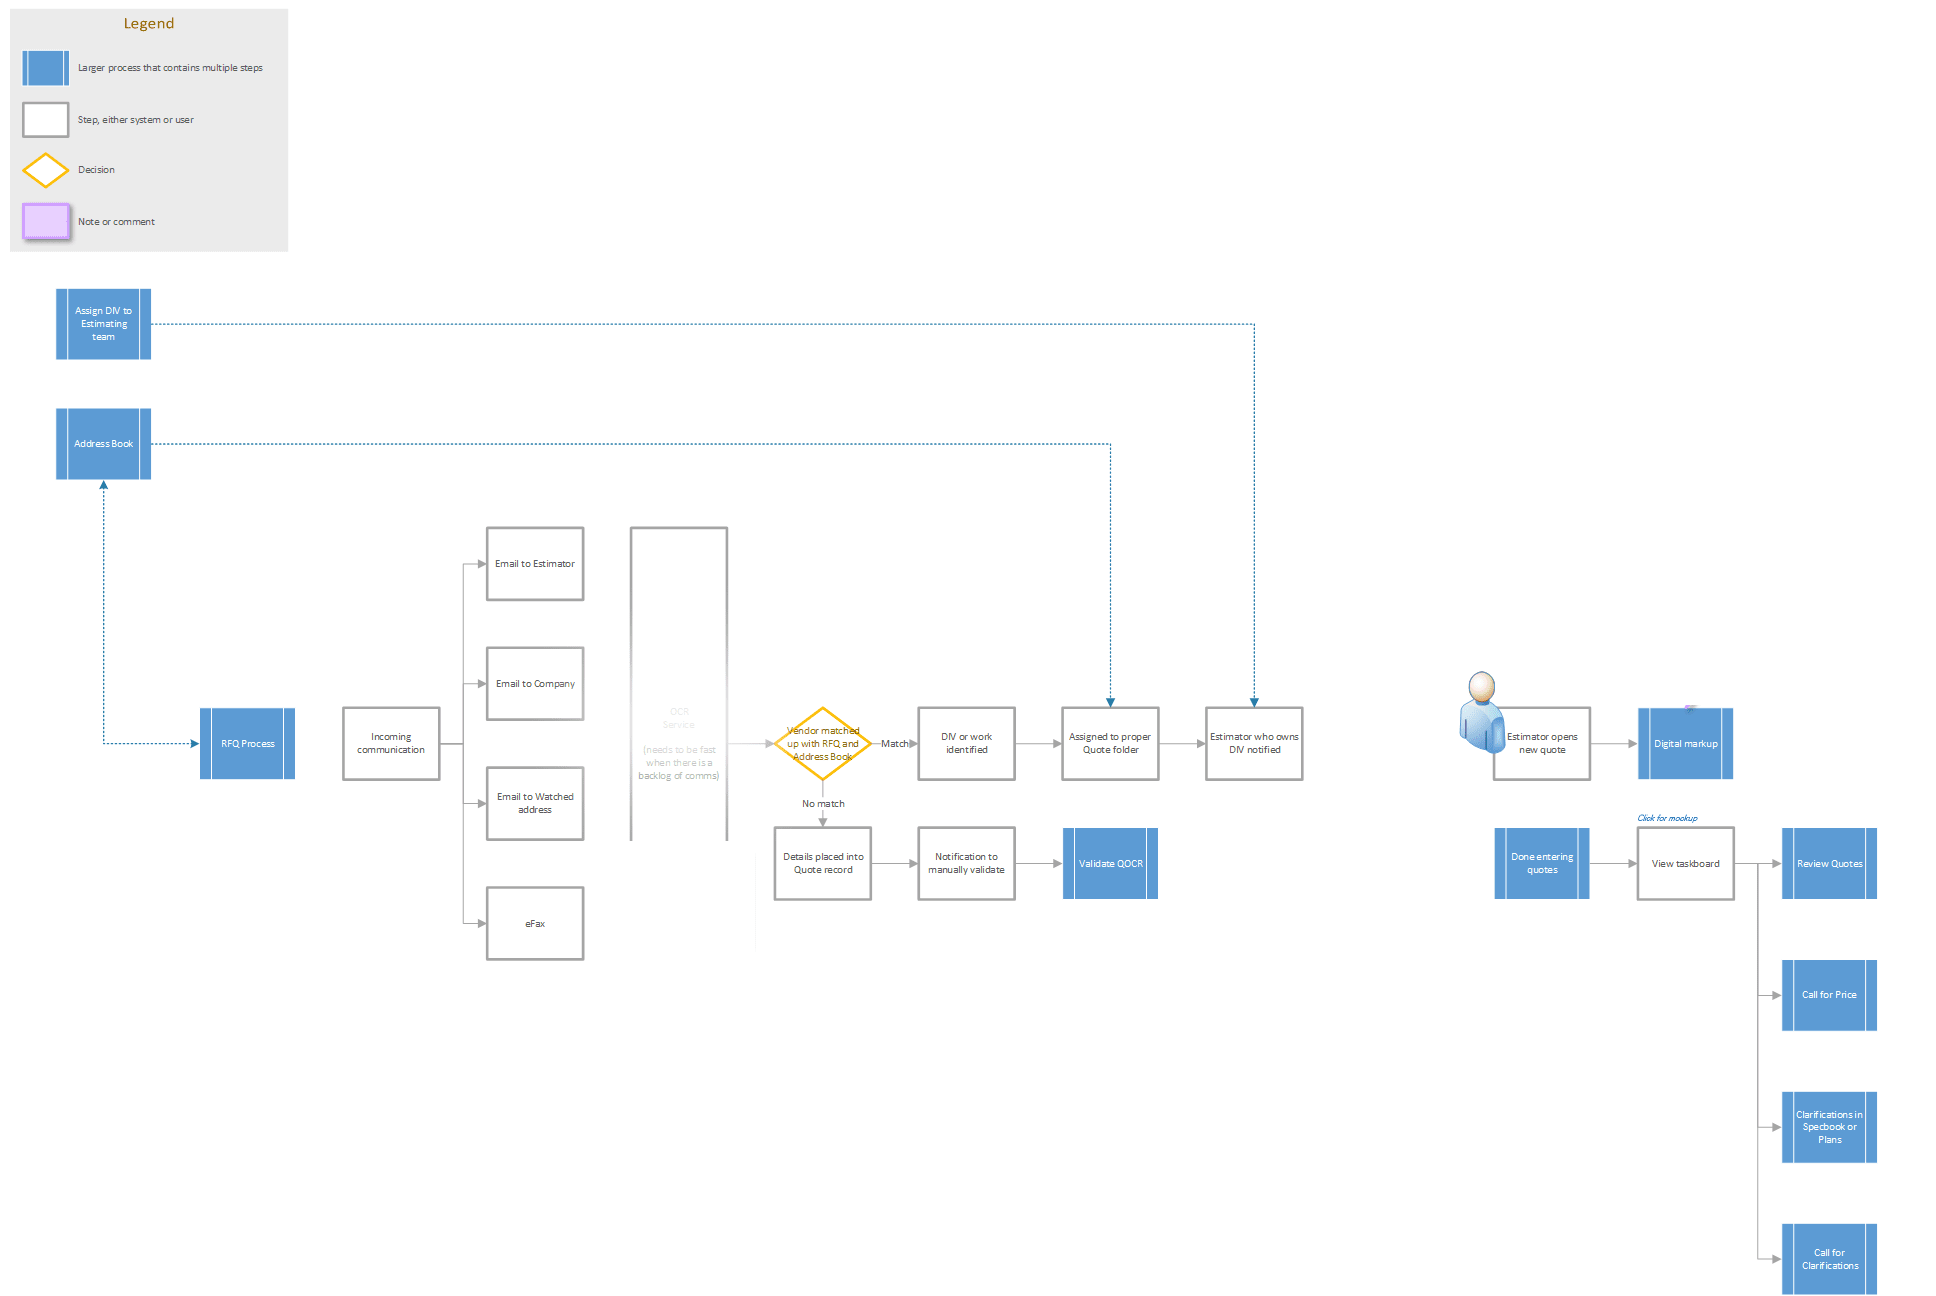 Legend
Larger process that contains multiple steps
Step, either system or user
Decision
Note or comment
Assign DIV to
Estimating
team
Address Book
RFQ Process
Incoming
communication
Email to Estimator
Email to Company
Email to Watched
address
eFax
OCR
Service
(needs to be fast
when there is a
backlog of comms)
Vendor matched
up with RFQ and
Address Book
Match
No match
DIV or work
identified
Assigned to proper
Quote folder
Estimator who owns
DIV notified
Details placed into
Quote record
Notification to
manually validate
Validate QOCR
Estimator opens
new quote
Digital markup
Done entering
quotes
Click for mockup
View taskboard
Review Quotes
Call for Price
Clarifications in
Specbook or
Plans
Call for
Clarifications